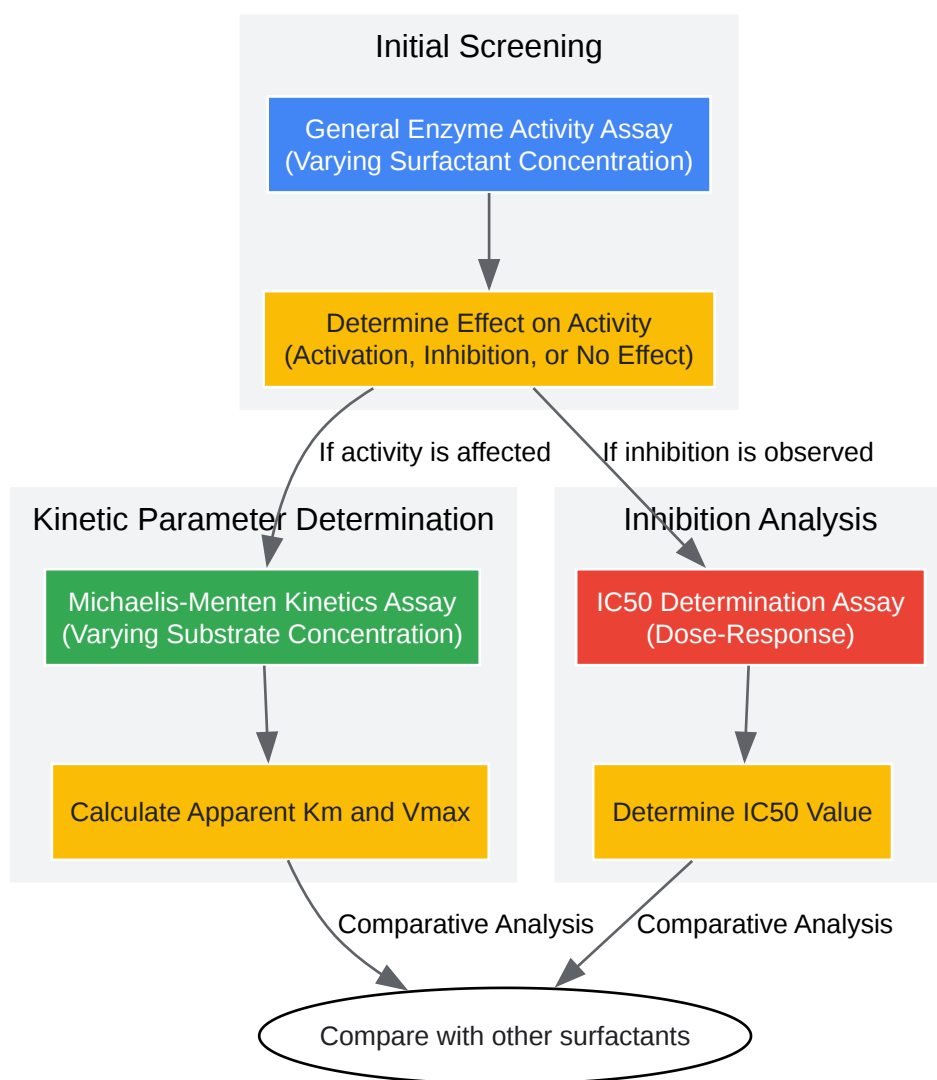 Initial Screening
General Enzyme Activity Assay
(Varying Surfactant Concentration)
Determine Effect on Activity
(Activation, Inhibition, or No Effect)
If activity is affected
If inhibition is observed
Kinetic Parameter Determination
Inhibition Analysis
Michaelis-Menten Kinetics Assay
(Varying Substrate Concentration)
IC50 Determination Assay
(Dose-Response)
Calculate Apparent Km and Vmax
Determine IC50 Value
Comparative Analysis
Comparative Analysis
Compare with other surfactants